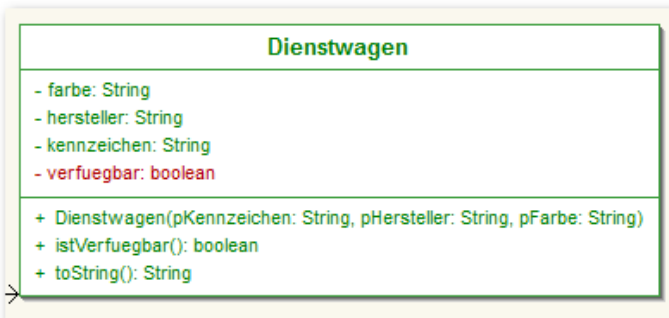 Dienstwagen
- farbe: String
- hersteller: String
- kennzeichen: String
- verfuegbar: boolean
+ Dienstwagen(pKennzeichen: String, pHersteller: String, pFarbe: String)
+ istVerfuegbar(): boolean
+ toString(): String